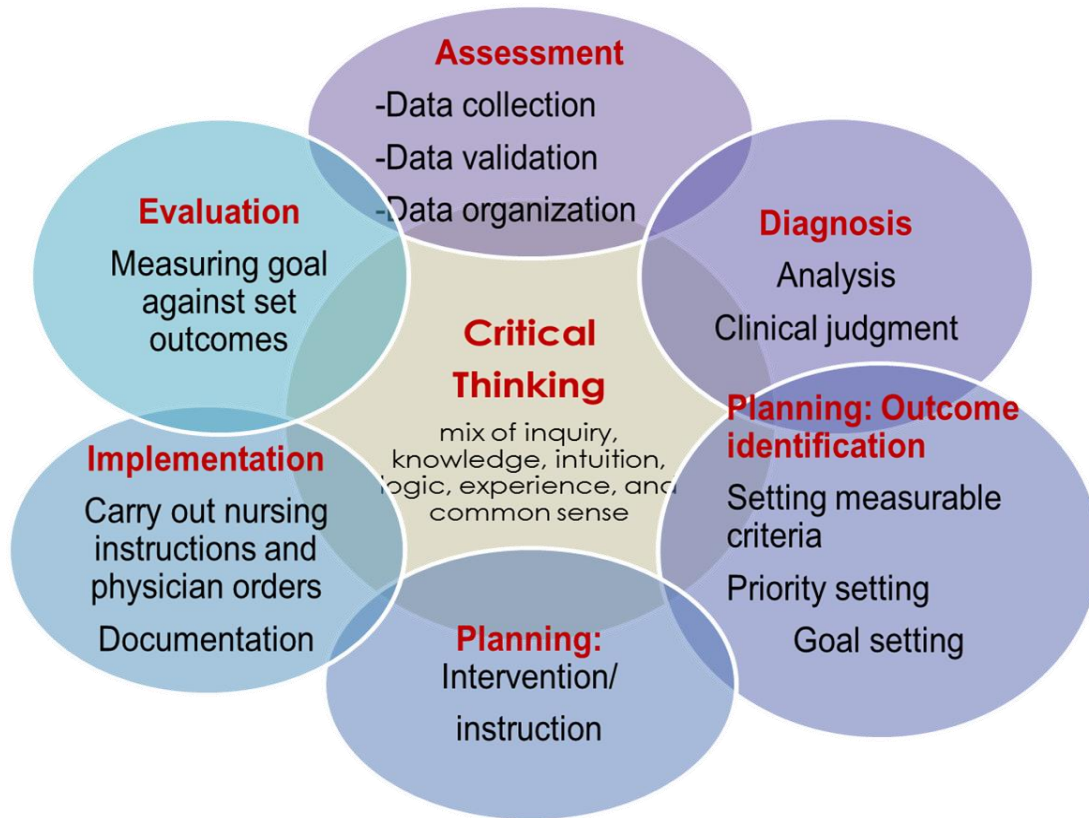 Assessment
-Data collection
-Data validation
-Data organization
Diagnosis
Analysis
Clinical judgment
Planning: Outcome
identification
Setting measurable
criteria
Priority setting
Goal setting
Planning:
Intervention/
instruction
Implementation
Carry out nursing
instructions and
physician orders
Documentation
Evaluation
Measuring goal
against set
outcomes
Critical
Thinking
mix of inquiry,
knowledge, intuition,
logic, experience, and
common sense